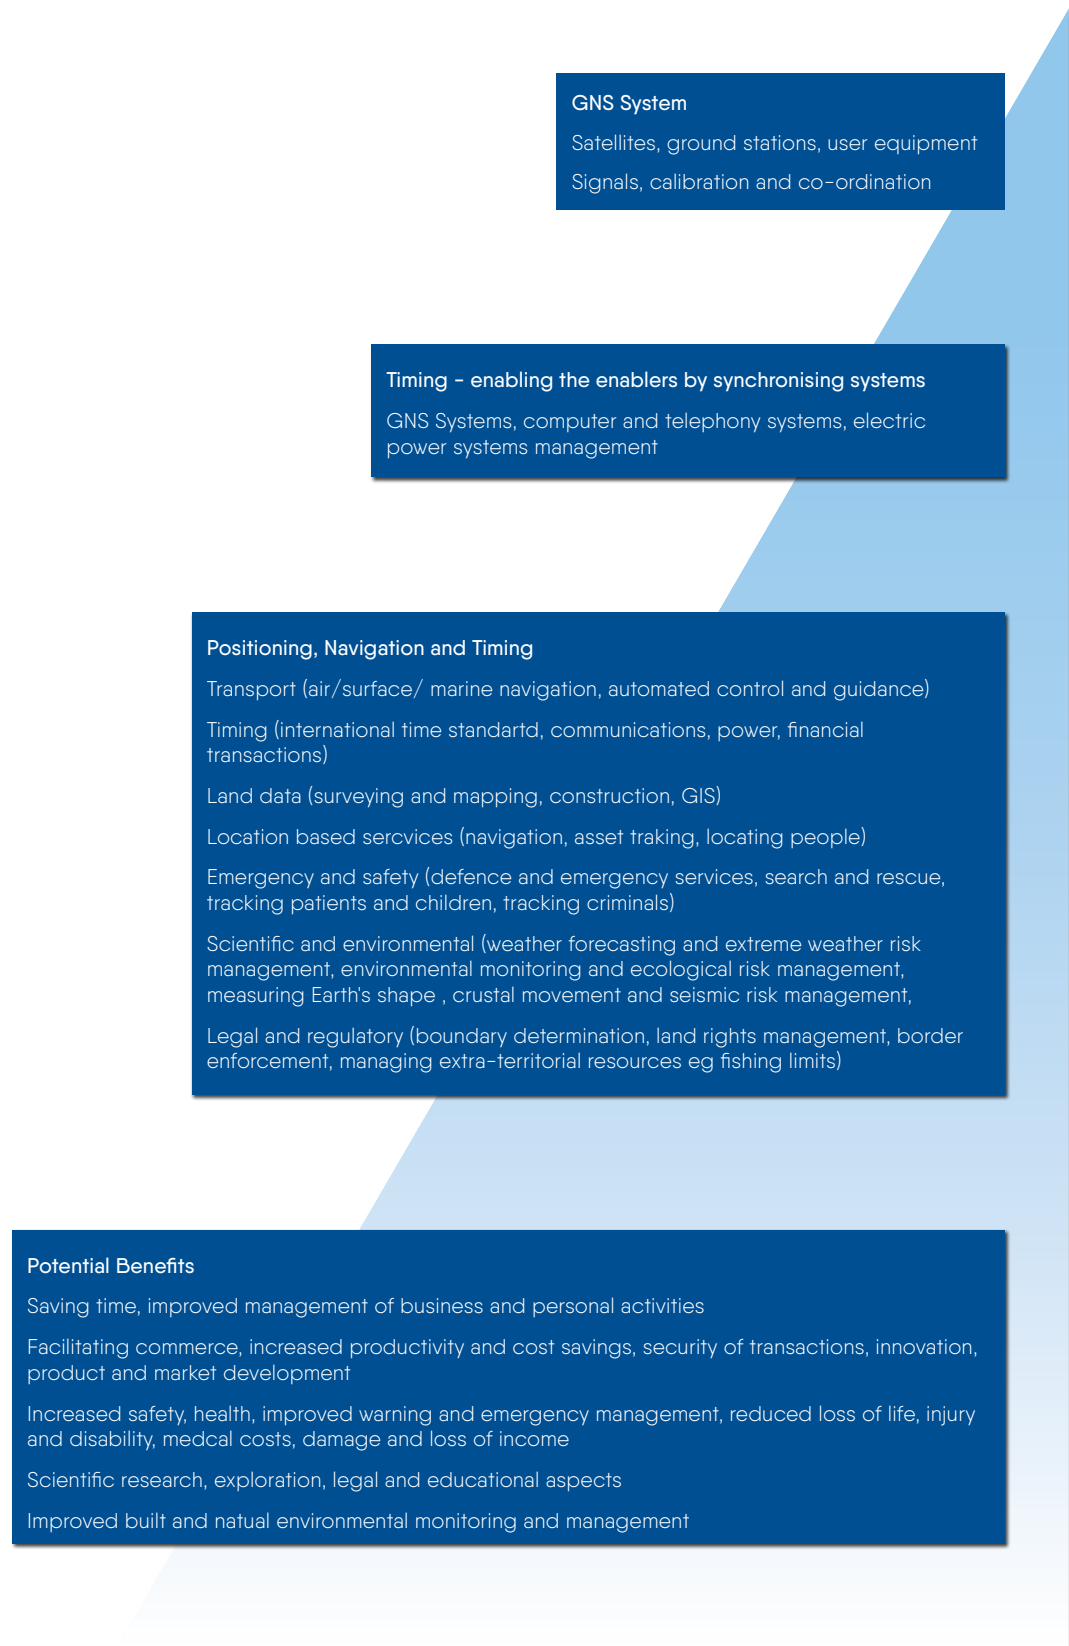 GNS System
Satellites, ground stations, user equipment
Signals, calibration and co-ordination
Timing - enabling the enablers by synchronising systems
GNS Systems, computer and telephony systems, electric
power systems management
Positioning, Navigation and Timing
Transport (air/surface/ marine navigation, automated control and guidance)
Timing (international time standartd, communications, power, financial
transactions)
Land data (surveying and mapping, construction, GIS)
Location based sercvices (navigation, asset traking, locating people)
Emergency and safety (defence and emergency services, search and rescue,
tracking patients and children, tracking criminals)
Scientific and environmental (weather forecasting and extreme weather risk
management, environmental monitoring and ecological risk management,
measuring Earth's shape , crustal movement and seismic risk management,
Legal and regulatory (boundary determination, land rights management, border
enforcement, managing extra-territorial resources eg fishing limits)
Potential Benefits
Saving time, improved management of business and personal activities
Facilitating commerce, increased productivity and cost savings, security of transactions, innovation,
product and market development
Increased safety, health, improved warning and emergency management, reduced loss of life, injury
and disability, medcal costs, damage and loss of income
Scientific research, exploration, legal and educational aspects
Improved built and natual environmental monitoring and management